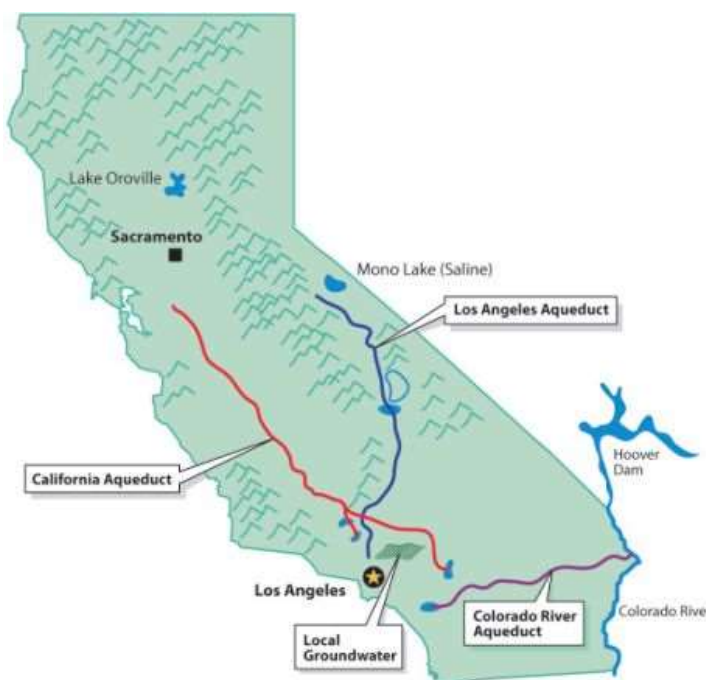 Lake Oroville
Sacramento
Mono Lake (Saline)
Los Angeles Aqueduct
Hoover
Dam
California Aqueduct
Los Angeles
Local
Groundwater
Colorado River
Aqueduct
Colorado Rive